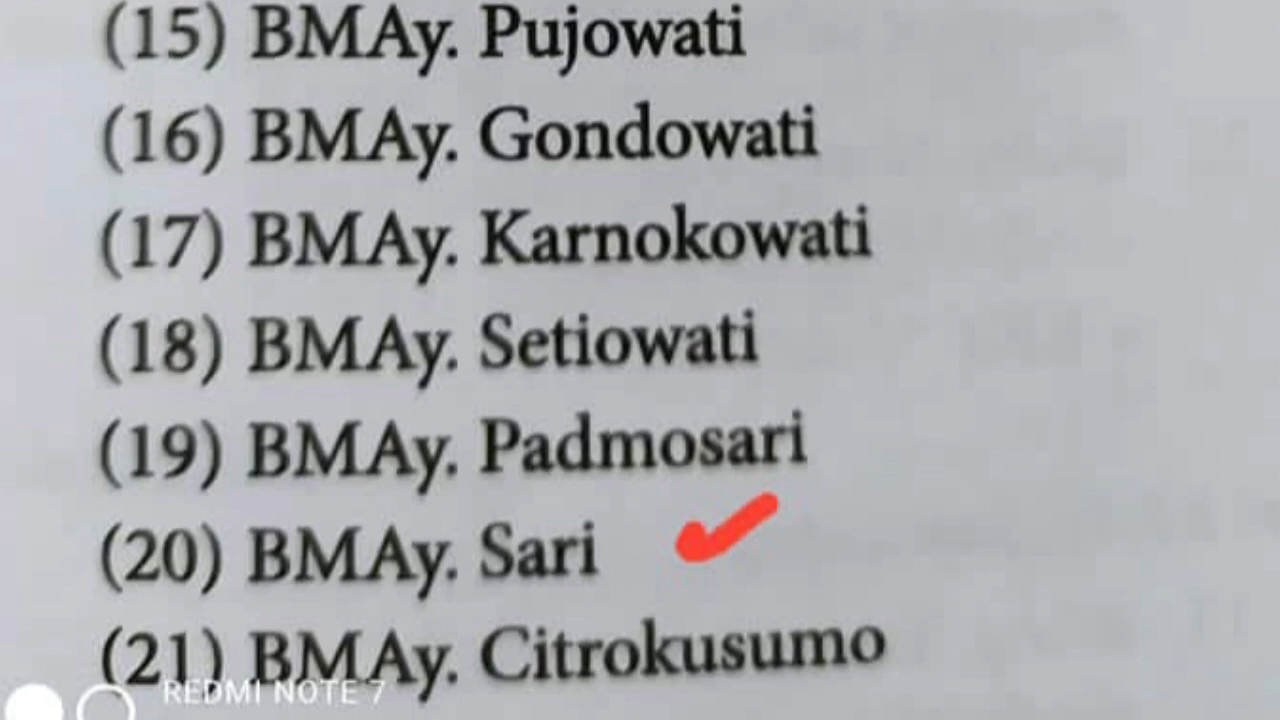 (15) BMAy. Pujowati
(16) BMAy. Gondowati
(17) BMAy. Karnokowati
(18) BMAy. Setiowati
(19) BMAy. Padmosari
(20) BMAy. Sari
(21) BMAy. Citrokusumo
REDMI NOTE 7